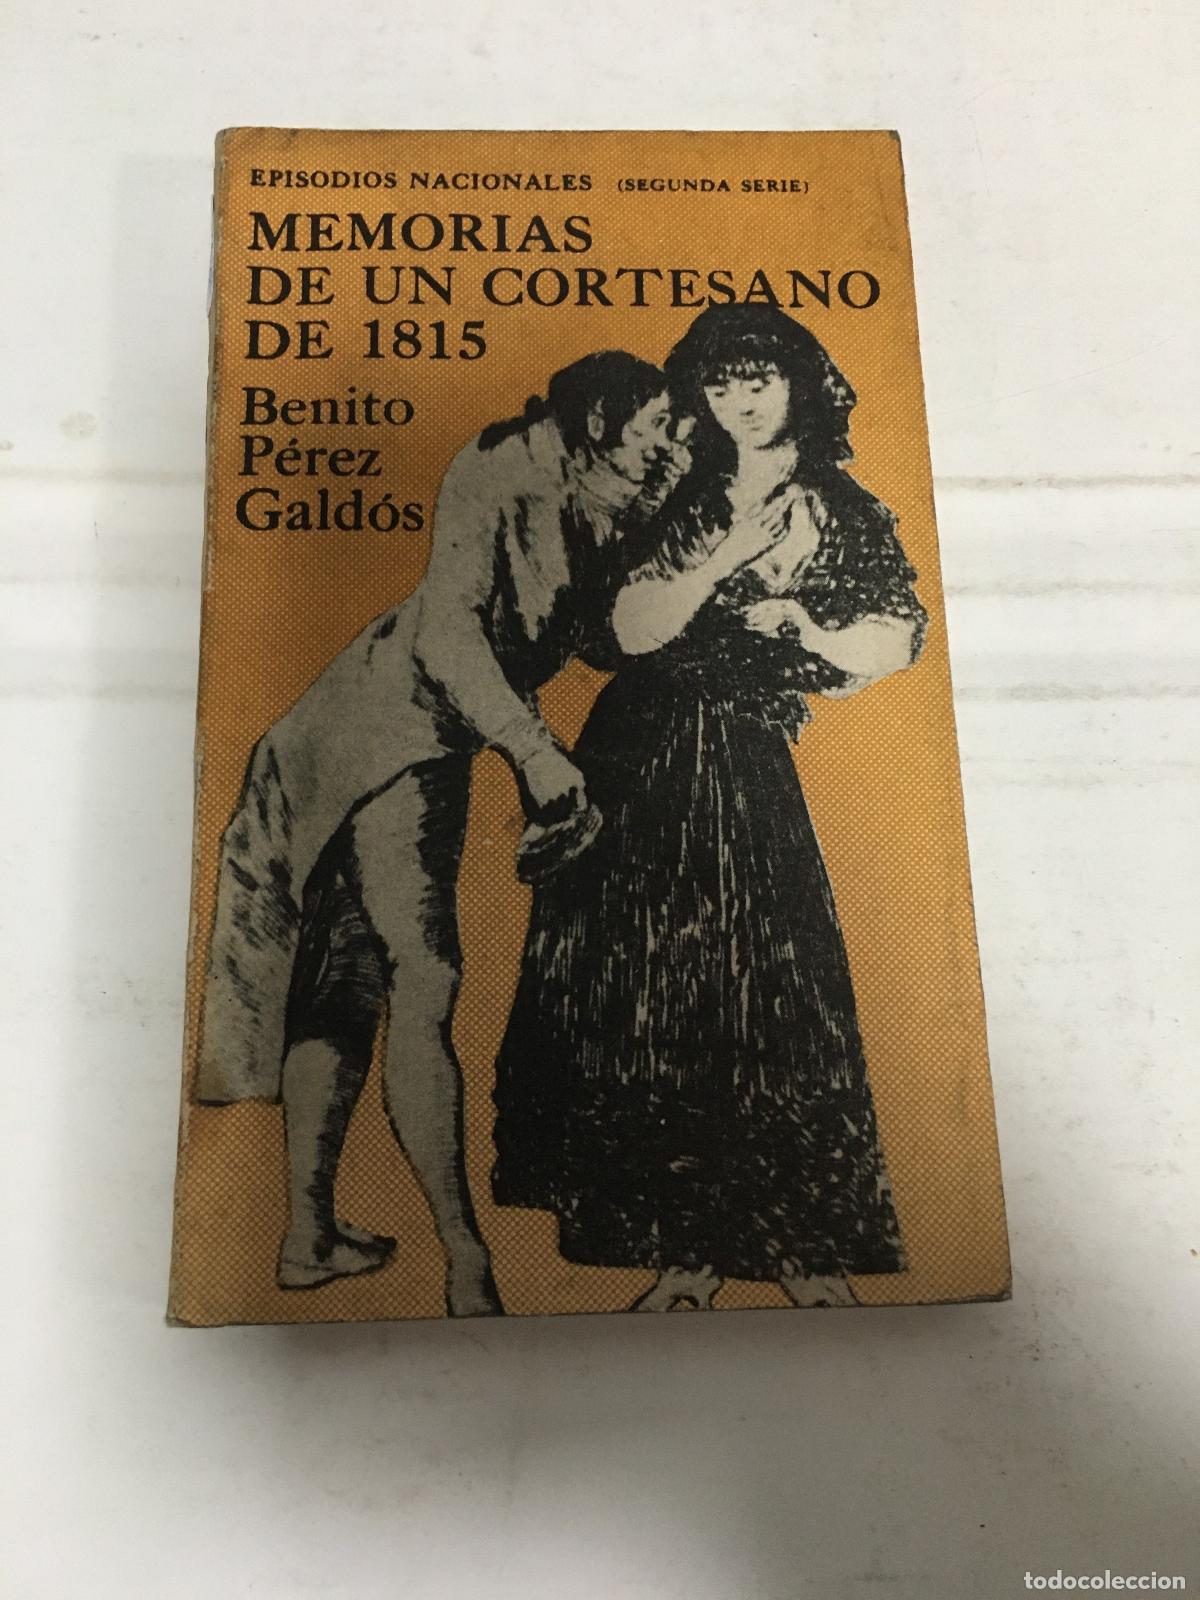 EPISODIOS NACIONALES (SEGUNDA SERIE)
MEMORIAS
DE UN CORTESANO
DE 1815
Benito
Pérez
Galdós
todocoleccion